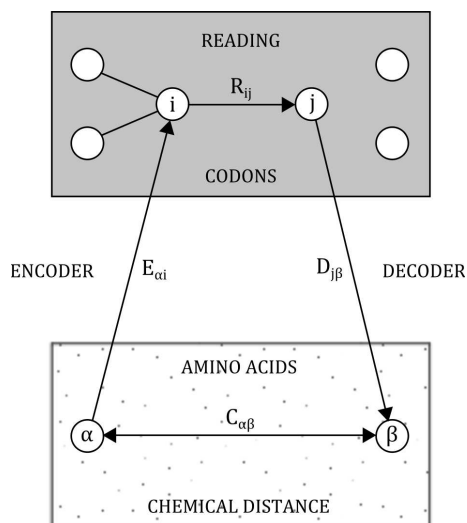 READING
i
R_ij
j
CODONS
ENCODER
E_αi
D_jβ
DECODER
AMINO ACIDS
C_αβ
α
β
CHEMICAL DISTANCE